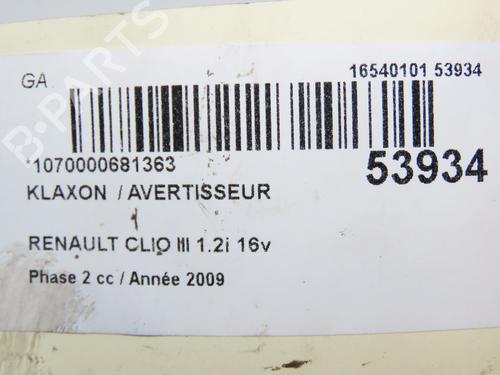 GA
16540101 53934
*1070000681363
53934
KLAXON / AVERTISSEUR
RENAULT CLIO III 1.2i 16v
Phase 2 cc / Année 2009
B-PARTS